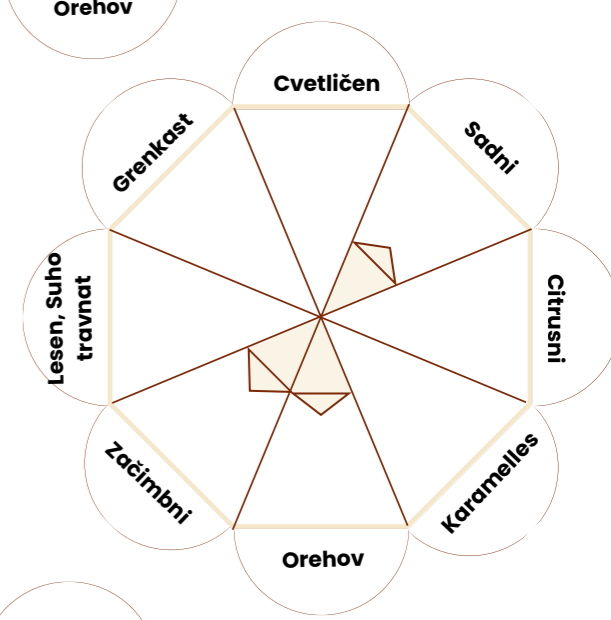 Orehov
Cvetličen
Grenkast
Sadni
Lesen, Suho
travnat
Citrusni
Začimbni
Karamelles
Orehov